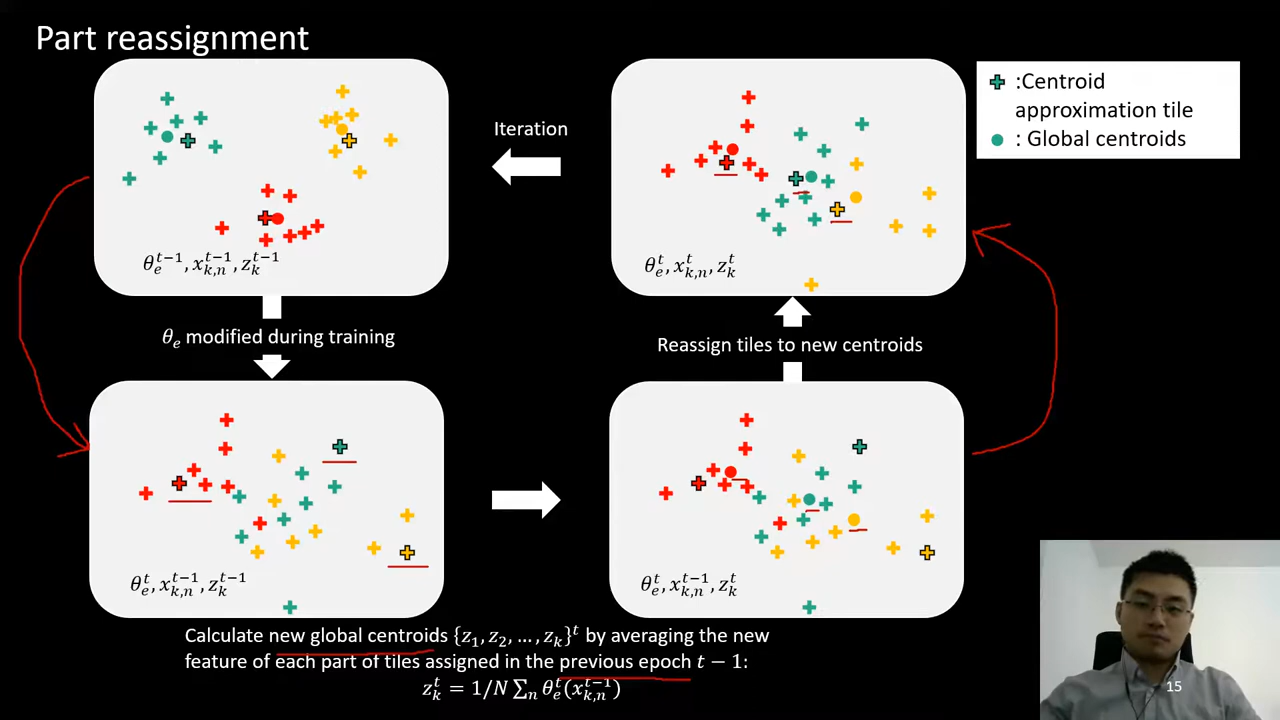 Part reassignment
:Centroid
approximation tile
: Global centroids
Iteration
θ_e^{t−1}, x_{k,n}^{t−1}, z_k^{t−1}
θ_e^t, x_{k,n}^t, z_k^t
θ_e modified during training
Reassign tiles to new centroids
θ_e^t, x_{k,n}^{t−1}, z_k^{t−1}
θ_e^t, x_{k,n}^{t−1}, z_k^t
Calculate new global centroids {z_1, z_2, …, z_k}^t by averaging the new
feature of each part of tiles assigned in the previous epoch t − 1:
z_k^t = 1/N ∑_n θ_e^t(x_{k,n}^{t−1})
15